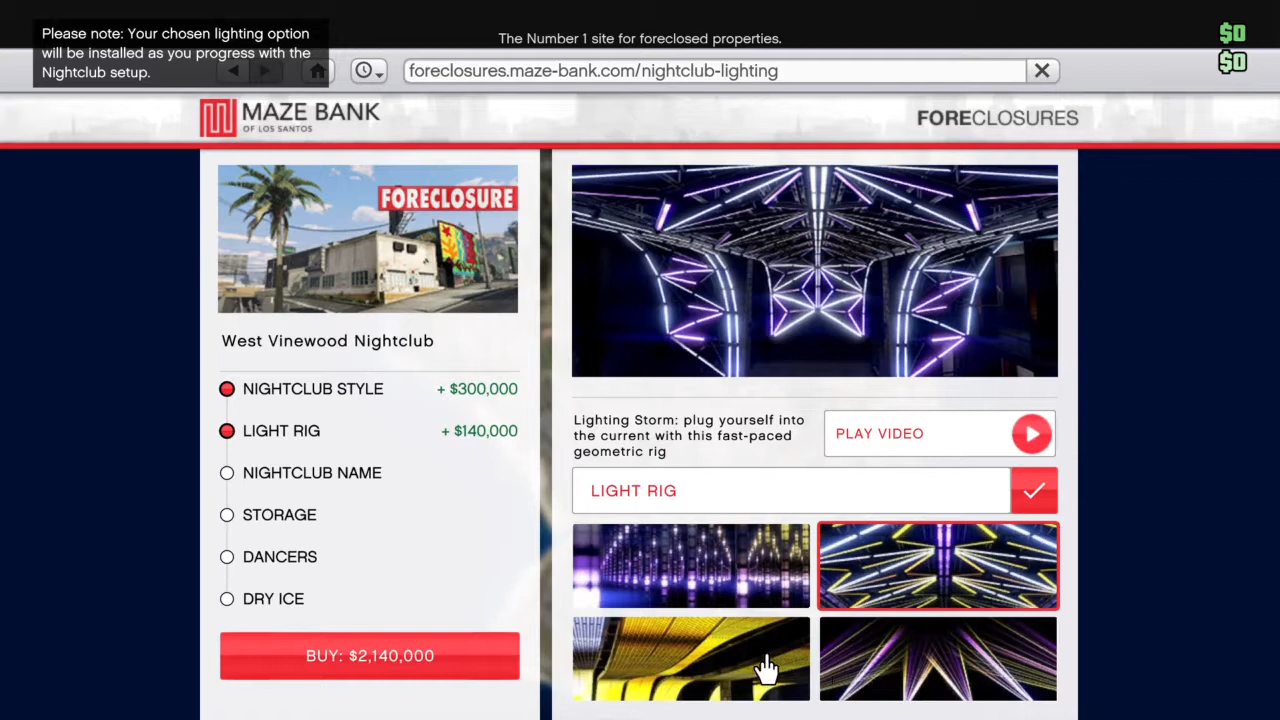 Please note: Your chosen lighting option
will be installed as you progress with the
Nightclub setup.
The Number 1 site for foreclosed properties.
$0
$0
foreclosures.maze-bank.com/nightclub-lighting
MAZE BANK
OF LOS SANTOS
FORECLOSURES
FORECLOSURE
West Vinewood Nightclub
NIGHTCLUB STYLE + $300,000
LIGHT RIG + $140,000
NIGHTCLUB NAME
STORAGE
DANCERS
DRY ICE
BUY: $2,140,000
Lighting Storm: plug yourself into
the current with this fast-paced
geometric rig
PLAY VIDEO
LIGHT RIG